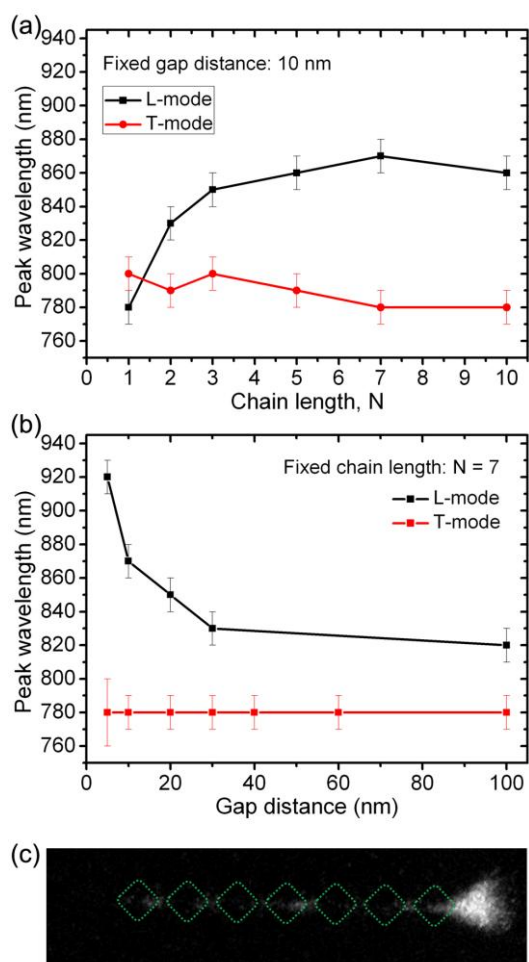 (a)
940
920
900
880
860
840
820
800
780
760
Peak wavelength (nm)
Fixed gap distance: 10 nm
L-mode
T-mode
0 1 2 3 4 5 6 7 8 9 10
Chain length, N
(b)
940
920
900
880
860
840
820
800
780
760
Peak wavelength (nm)
Fixed chain length: N = 7
L-mode
T-mode
0 20 40 60 80 100
Gap distance (nm)
(c)